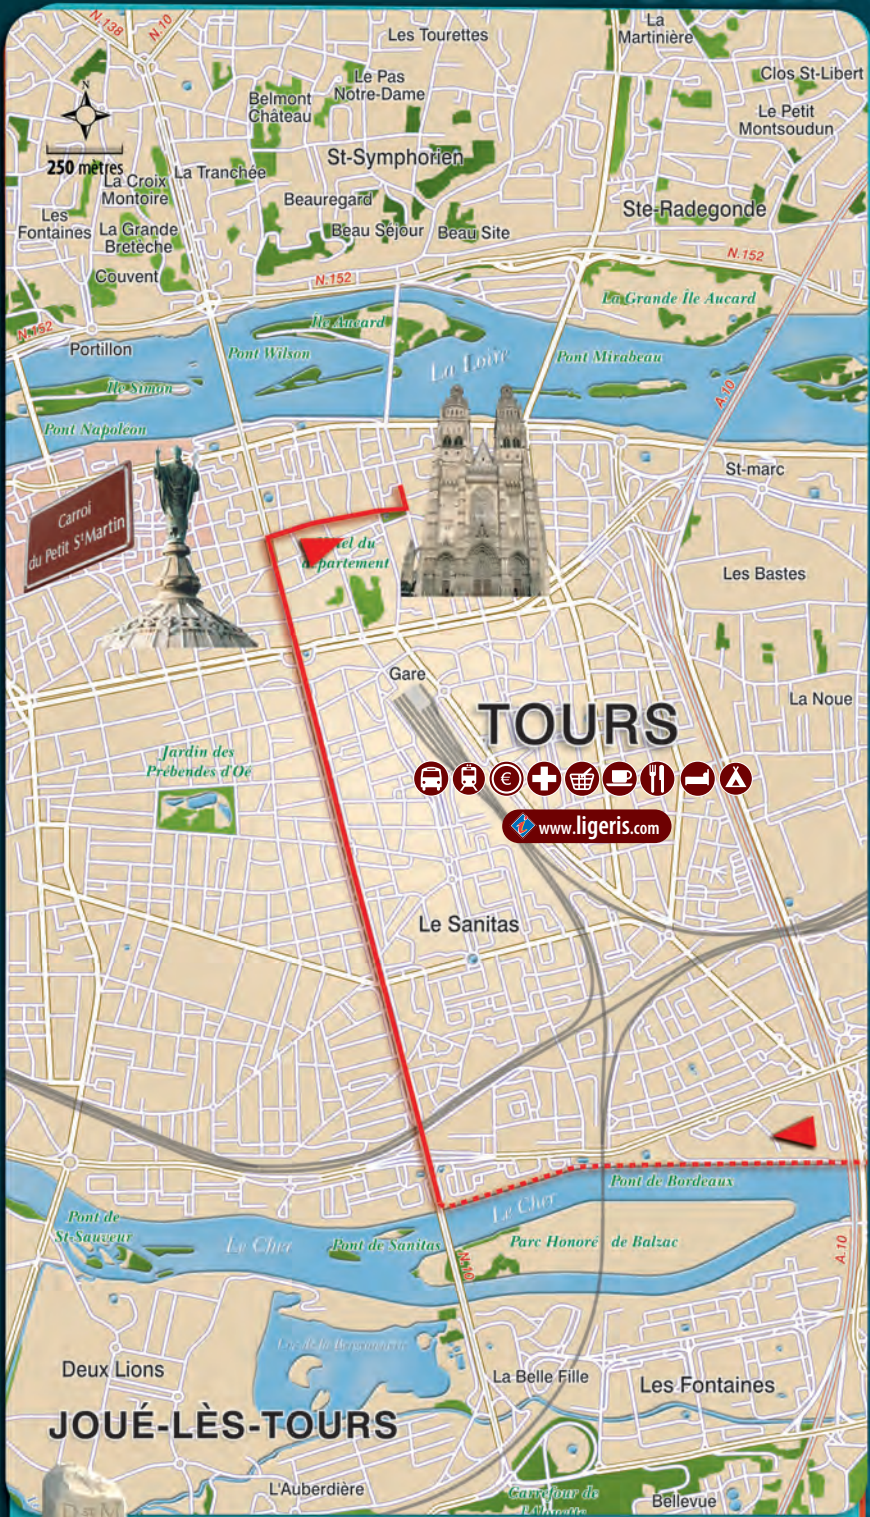 N.138
N.10
Les Tourettes
La
Martinière
Clos St-Libert
Le Pas
Notre-Dame
Belmont
Château
Le Petit
Montsoudun
N
250 mètres
St-Symphorien
La Tranchée
La Croix
Montoire
Beauregard
Ste-Radegonde
Les
Fontaines
La Grande
Bretèche
Beau Séjour
Beau Site
N.152
Couvent
N.152
La Grande Île Aucard
N.152
Île Aucard
Portillon
Pont Wilson
La Loire
Pont Mirabeau
Île Simon
A.10
Pont Napoléon
St-marc
Carroi
du Petit St Martin
du
département
Les Bastes
Gare
La Noue
TOURS
Jardin des
Prébendes d'Oé
€
i www.ligeris.com
Le Sanitas
Pont de Bordeaux
Le Cher
Pont de
St-Sauveur
Le Cher
Pont de Sanitas
Parc Honoré de Balzac
N.10
A.10
Deux Lions
La Belle Fille
Les Fontaines
JOUÉ-LÈS-TOURS
L'Auberdière
Carrefour de
Bellevue